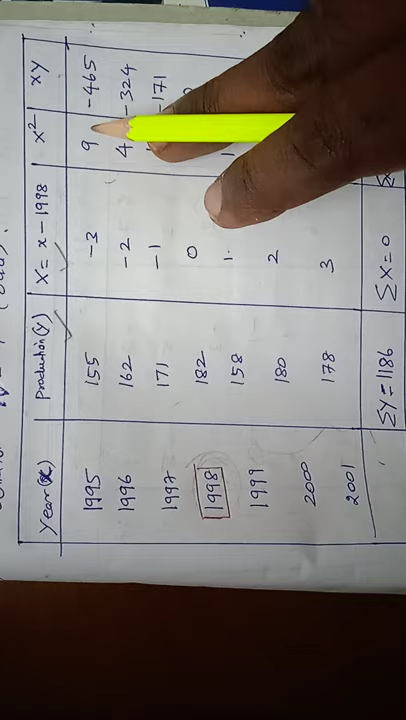 Year(x) Production(y) X = x - 1998 x² xy
1995 155 -3 9 -465
1996 162 -2 4 -324
1997 171 -1 -171
1998 182 0
1999 158 1
2000 180 2
2001 178 3
ΣY = 1186 ΣX = 0